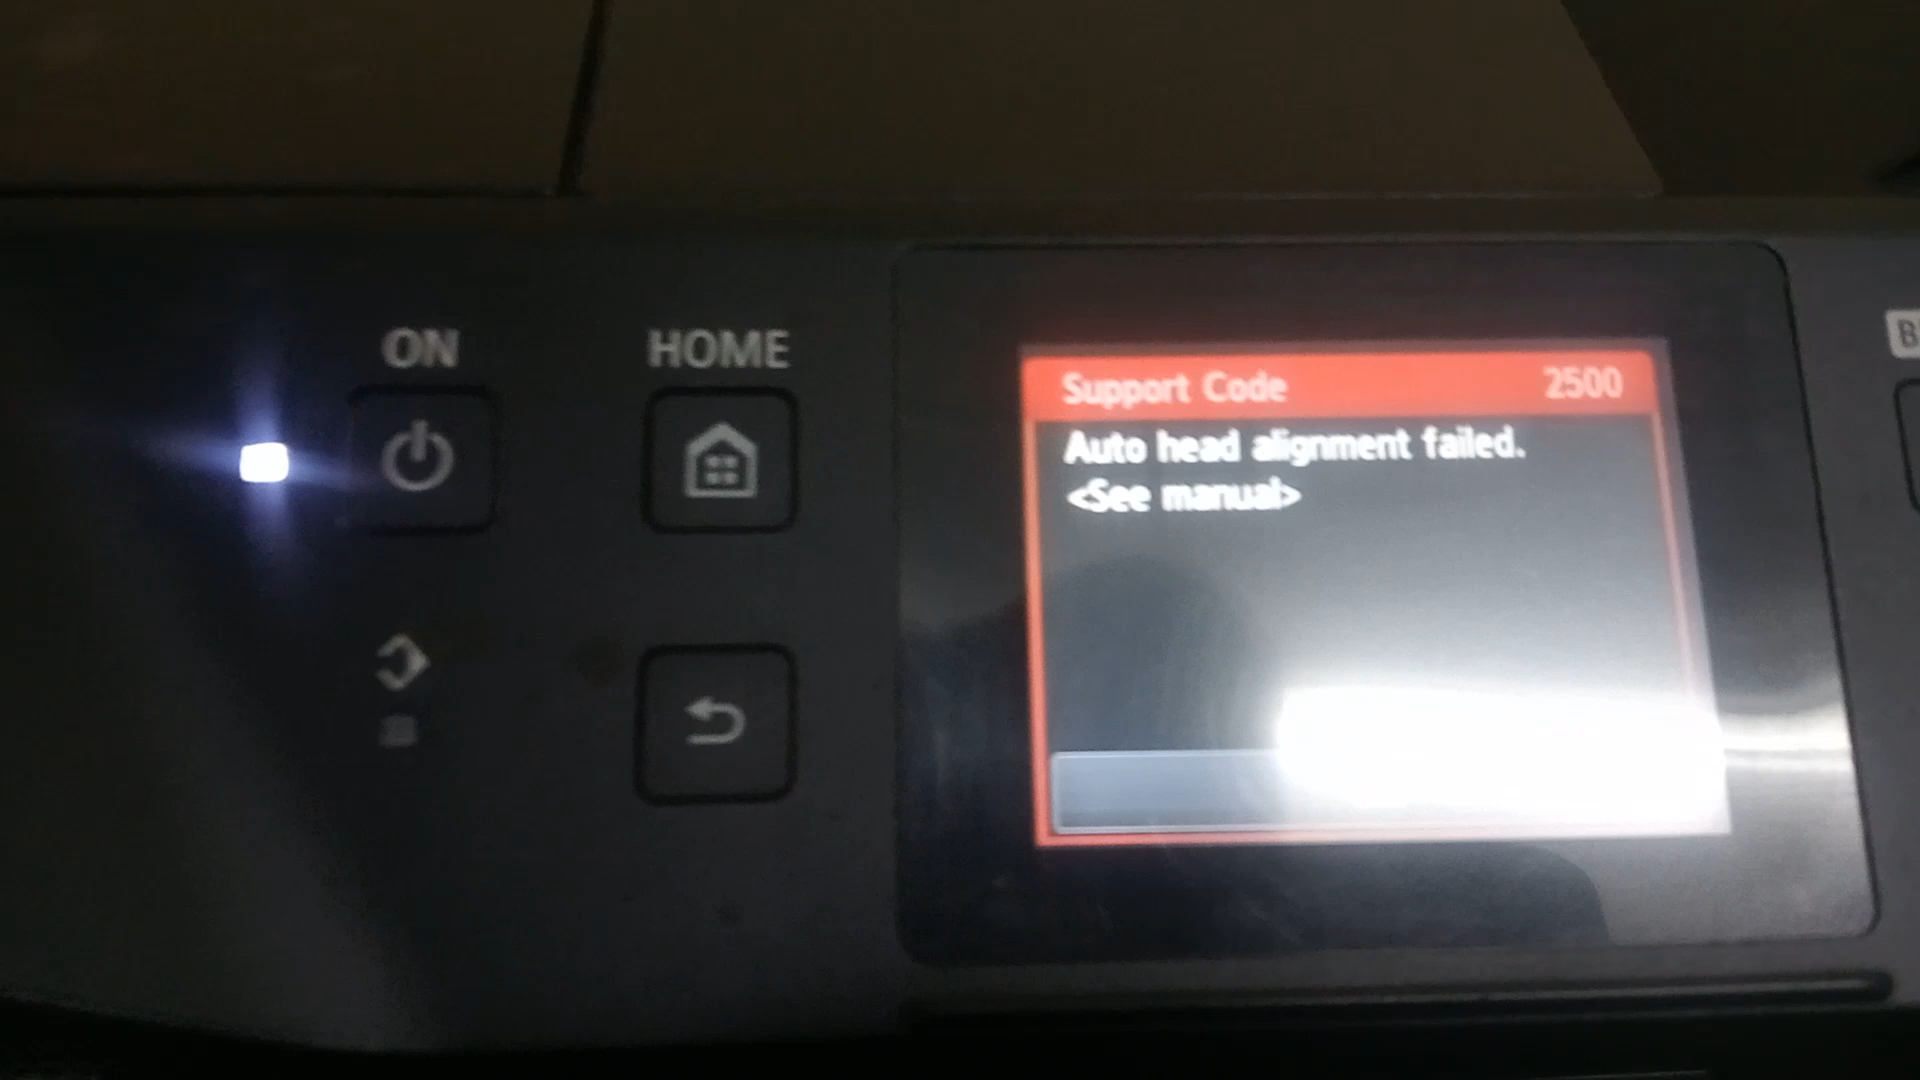 ON
HOME
Support Code 2500
Auto head alignment failed.
<See manual>